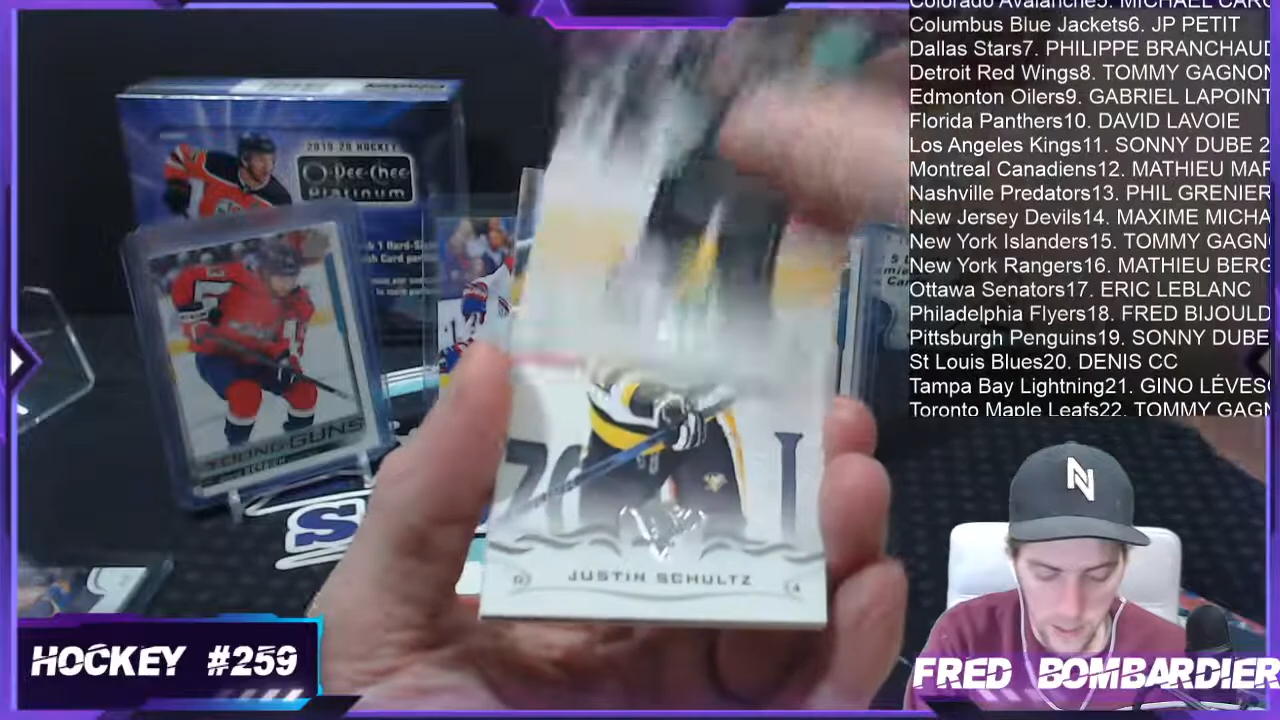 Colorado Avalanche5. MICHAEL CARC
Columbus Blue Jackets6. JP PETIT
Dallas Stars7. PHILIPPE BRANCHAUD
Detroit Red Wings8. TOMMY GAGNON
Edmonton Oilers9. GABRIEL LAPOINT
Florida Panthers10. DAVID LAVOIE
Los Angeles Kings11. SONNY DUBE 2
Montreal Canadiens12. MATHIEU MAR
Nashville Predators13. PHIL GRENIER
New Jersey Devils14. MAXIME MICHA
New York Islanders15. TOMMY GAGNO
New York Rangers16. MATHIEU BERG
Ottawa Senators17. ERIC LEBLANC
Philadelphia Flyers18. FRED BIJOULD
Pittsburgh Penguins19. SONNY DUBE
St Louis Blues20. DENIS CC
Tampa Bay Lightning21. GINO LÉVESC
Toronto Maple Leafs22. TOMMY GAGN
2019-20 HOCKEY
O-Pee-Chee
Platinum
YOUNG GUNS
S
JUSTIN SCHULTZ
N
HOCKEY #259
FRED BOMBARDIER